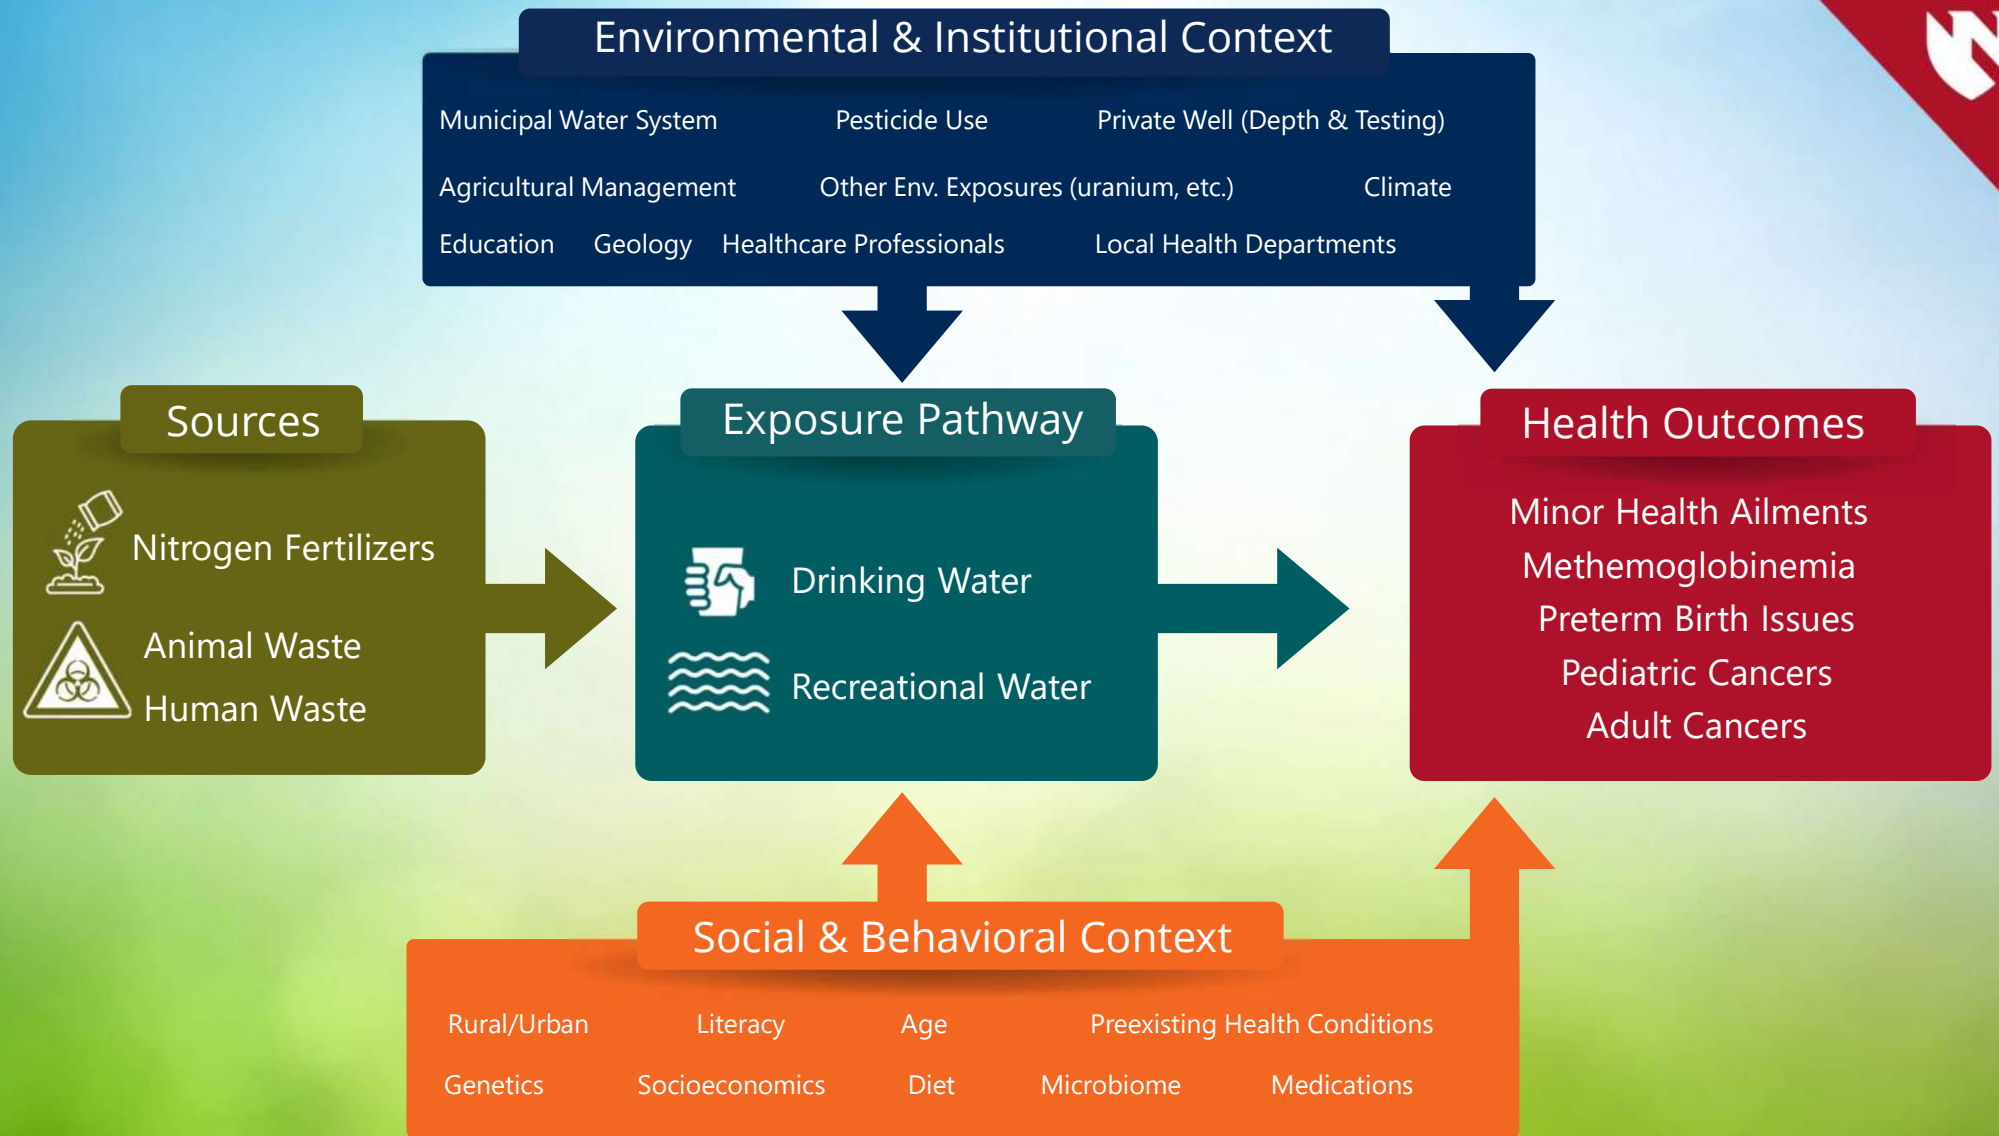 Environmental & Institutional Context
Municipal Water System Pesticide Use Private Well (Depth & Testing)
Agricultural Management Other Env. Exposures (uranium, etc.) Climate
Education Geology Healthcare Professionals Local Health Departments
Sources
Nitrogen Fertilizers
Animal Waste
Human Waste
Exposure Pathway
Drinking Water
Recreational Water
Health Outcomes
Minor Health Ailments
Methemoglobinemia
Preterm Birth Issues
Pediatric Cancers
Adult Cancers
Social & Behavioral Context
Rural/Urban Literacy Age Preexisting Health Conditions
Genetics Socioeconomics Diet Microbiome Medications